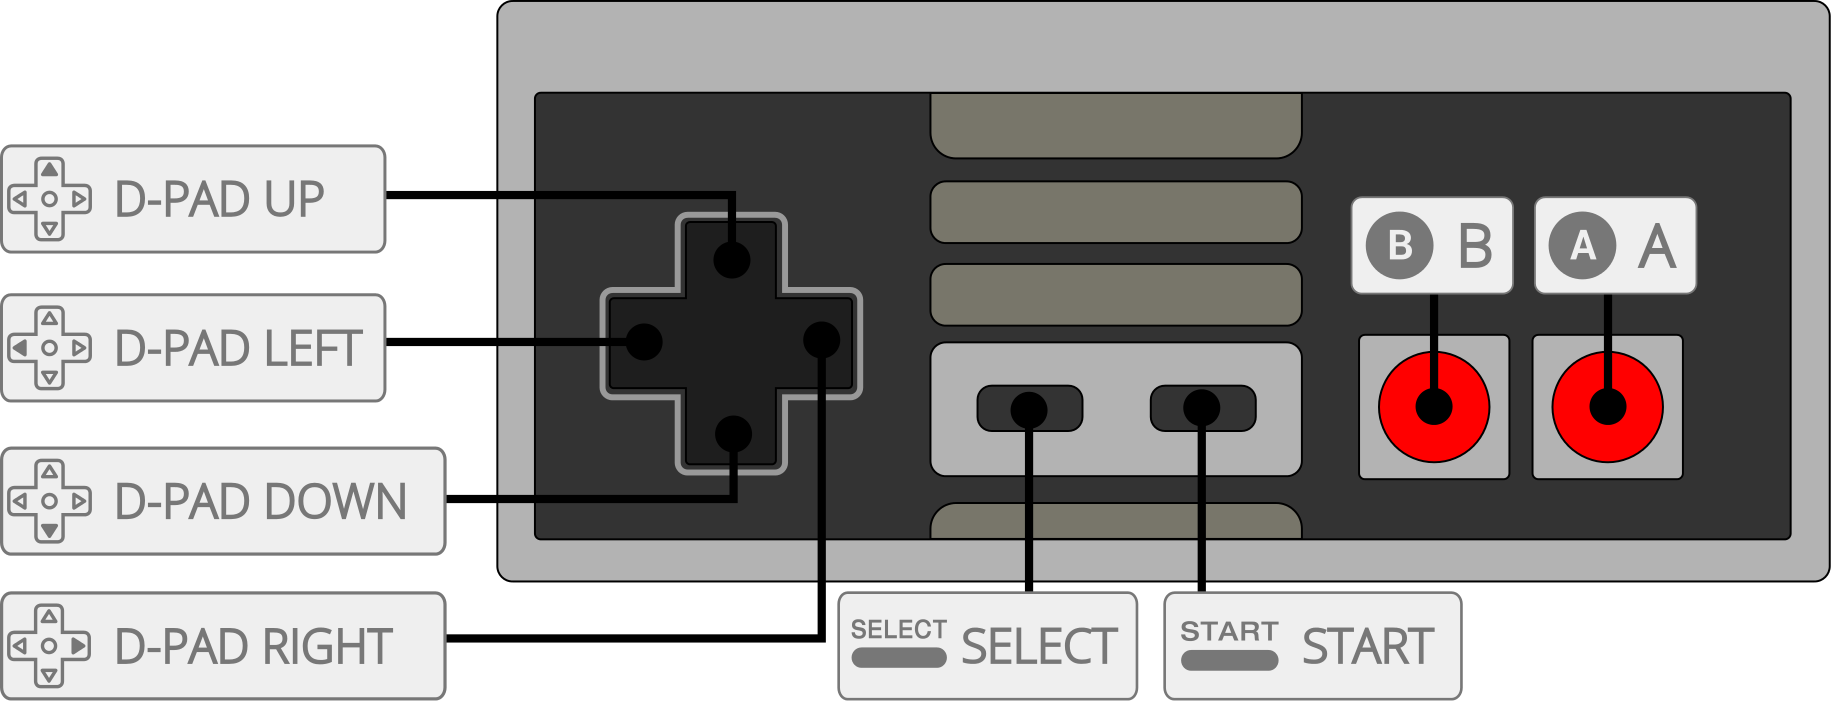 D-PAD UP
D-PAD LEFT
D-PAD DOWN
D-PAD RIGHT
B B
A A
SELECT SELECT
START START